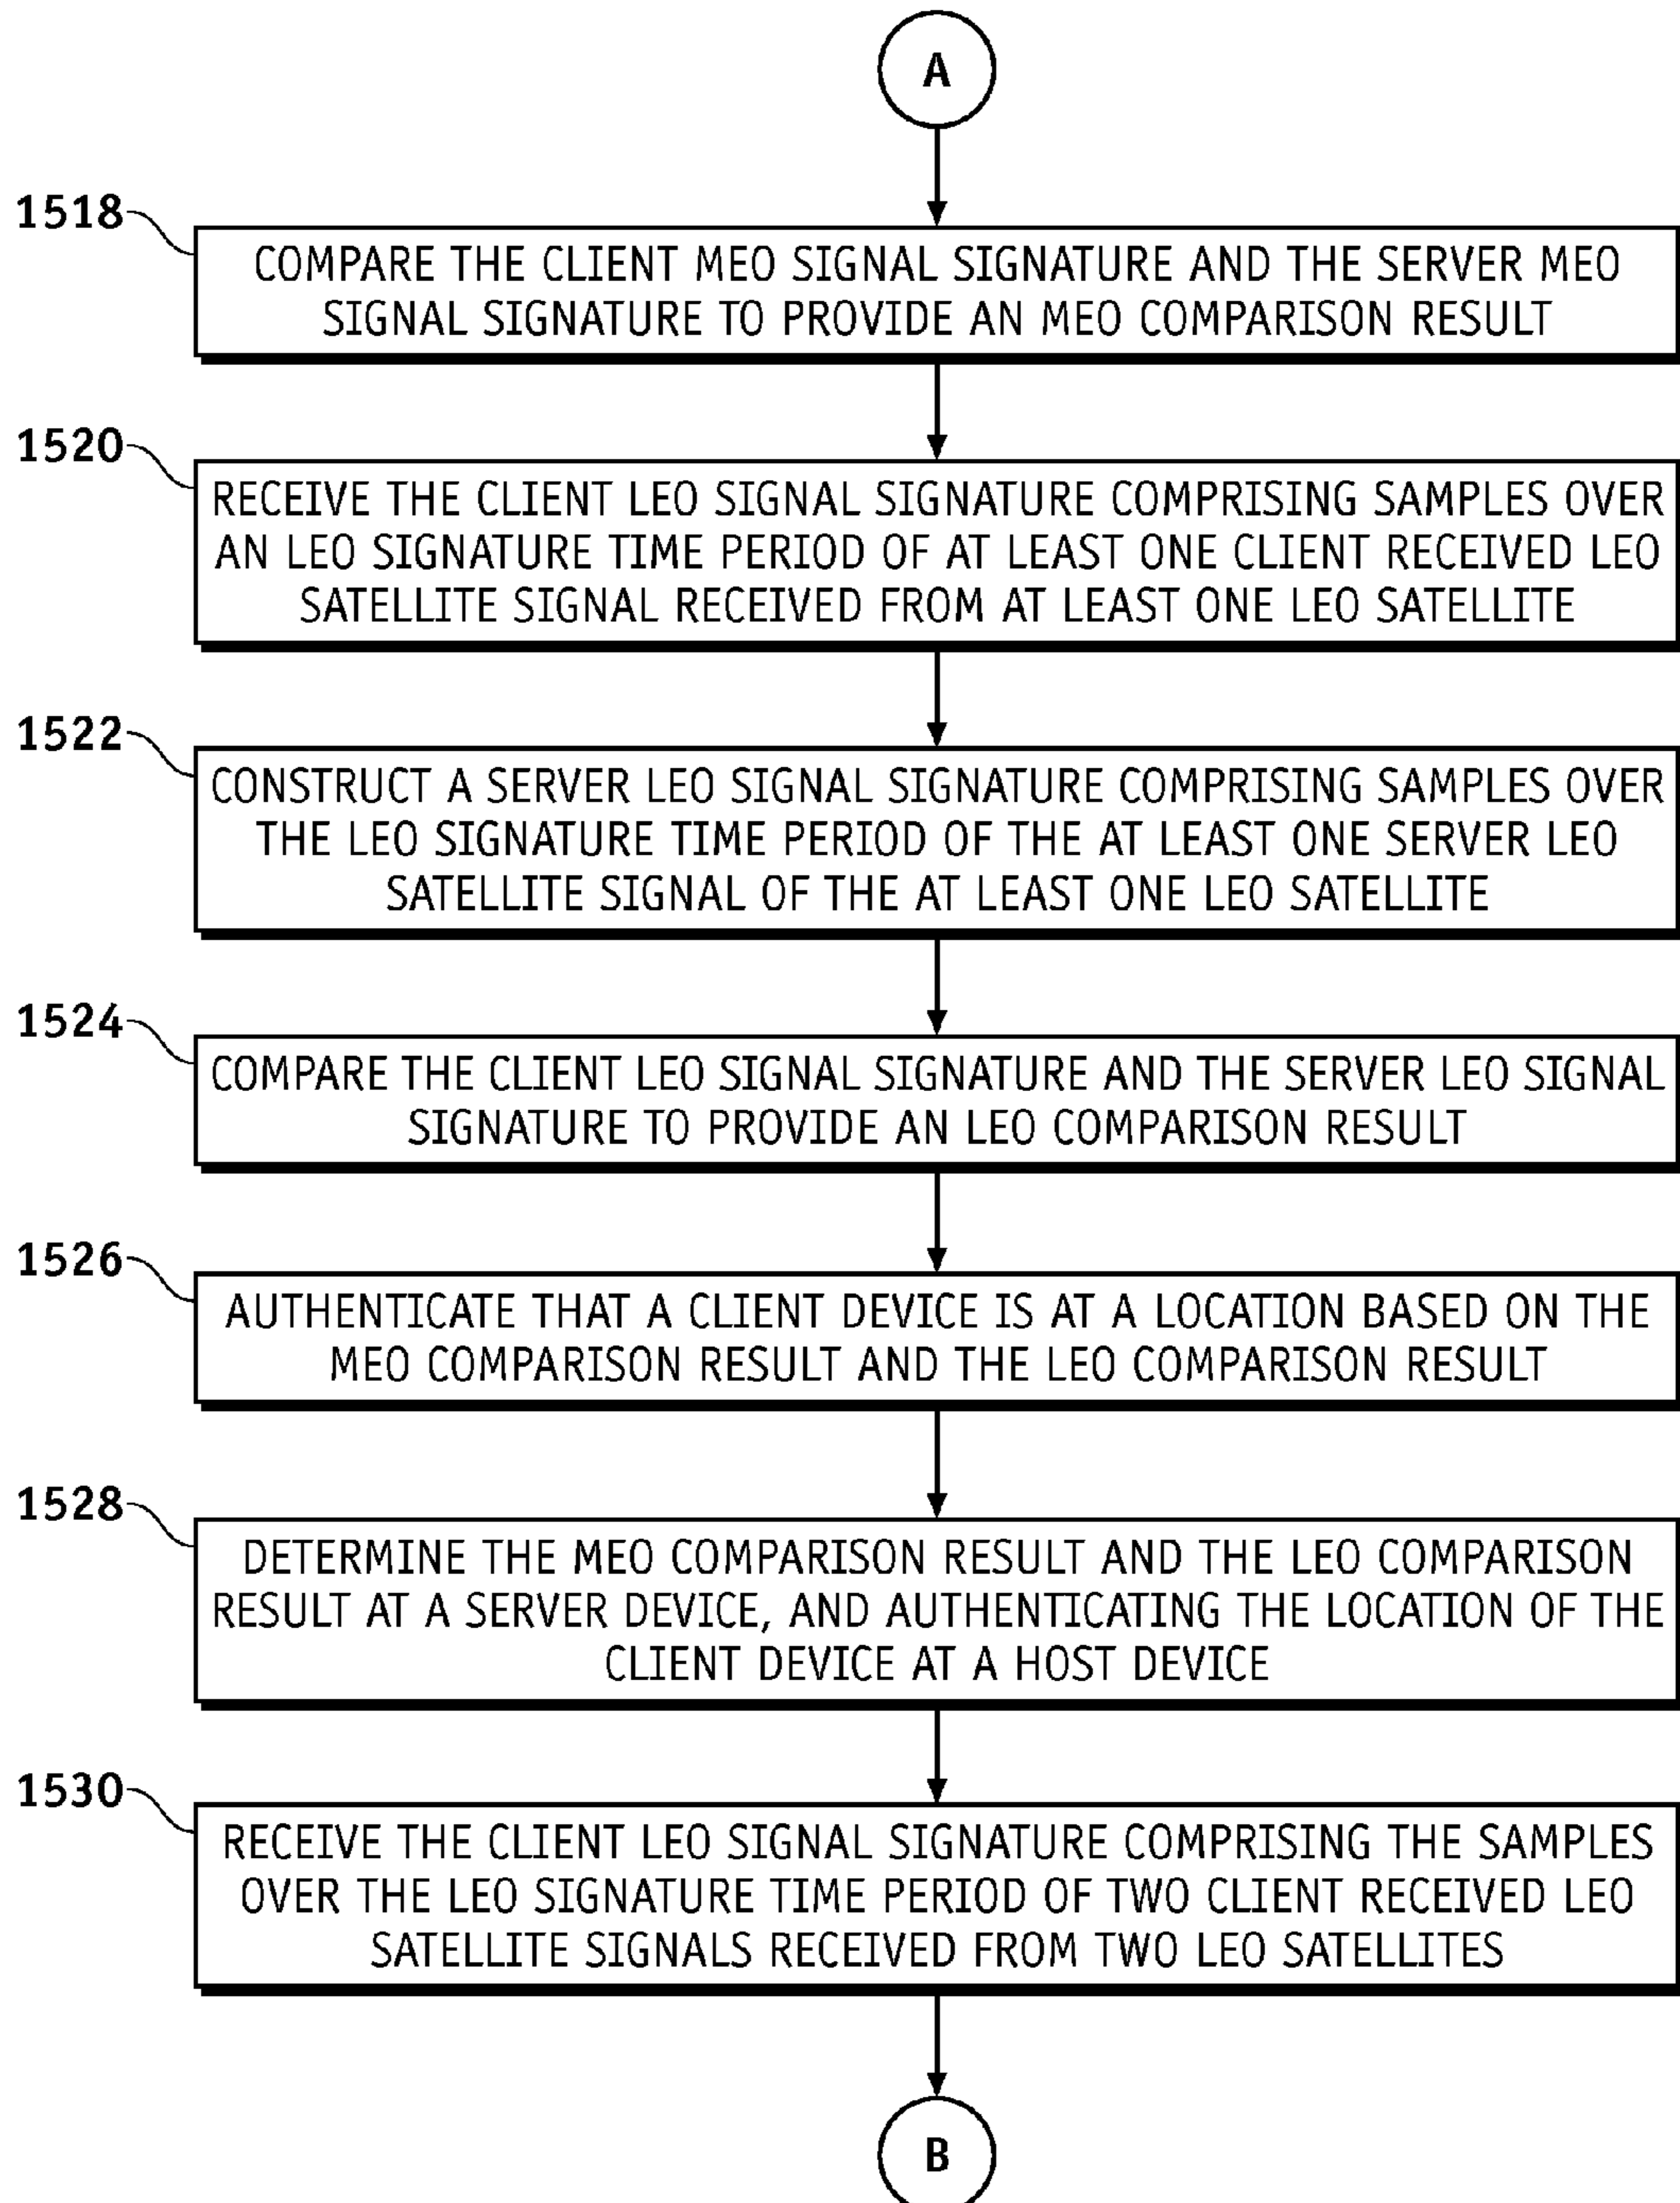 A
1518
COMPARE THE CLIENT MEO SIGNAL SIGNATURE AND THE SERVER MEO
SIGNAL SIGNATURE TO PROVIDE AN MEO COMPARISON RESULT
1520
RECEIVE THE CLIENT LEO SIGNAL SIGNATURE COMPRISING SAMPLES OVER
AN LEO SIGNATURE TIME PERIOD OF AT LEAST ONE CLIENT RECEIVED LEO
SATELLITE SIGNAL RECEIVED FROM AT LEAST ONE LEO SATELLITE
1522
CONSTRUCT A SERVER LEO SIGNAL SIGNATURE COMPRISING SAMPLES OVER
THE LEO SIGNATURE TIME PERIOD OF THE AT LEAST ONE SERVER LEO
SATELLITE SIGNAL OF THE AT LEAST ONE LEO SATELLITE
1524
COMPARE THE CLIENT LEO SIGNAL SIGNATURE AND THE SERVER LEO SIGNAL
SIGNATURE TO PROVIDE AN LEO COMPARISON RESULT
1526
AUTHENTICATE THAT A CLIENT DEVICE IS AT A LOCATION BASED ON THE
MEO COMPARISON RESULT AND THE LEO COMPARISON RESULT
1528
DETERMINE THE MEO COMPARISON RESULT AND THE LEO COMPARISON
RESULT AT A SERVER DEVICE, AND AUTHENTICATING THE LOCATION OF THE
CLIENT DEVICE AT A HOST DEVICE
1530
RECEIVE THE CLIENT LEO SIGNAL SIGNATURE COMPRISING THE SAMPLES
OVER THE LEO SIGNATURE TIME PERIOD OF TWO CLIENT RECEIVED LEO
SATELLITE SIGNALS RECEIVED FROM TWO LEO SATELLITES
B